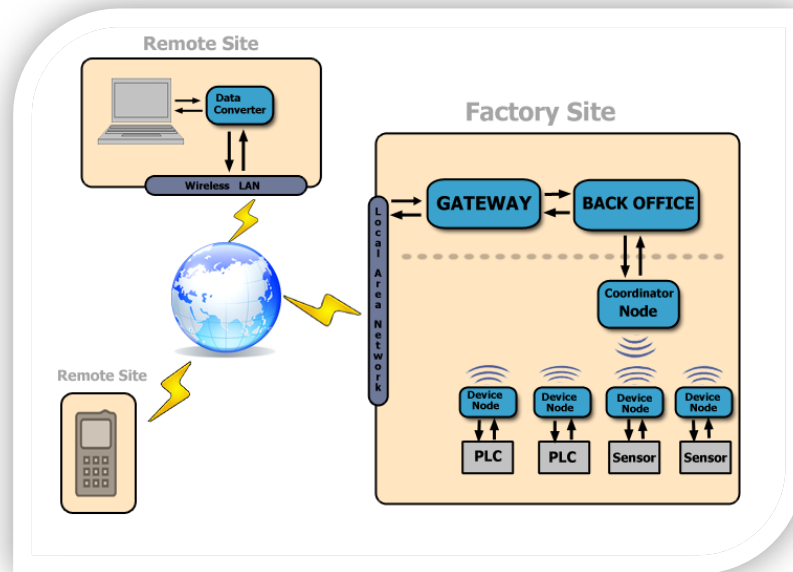 Remote Site
Data
Converter
Wireless LAN
Factory Site
GATEWAY
BACK OFFICE
Local Area Network
Coordinator
Node
Remote Site
Device
Node
Device
Node
Device
Node
Device
Node
PLC
PLC
Sensor
Sensor